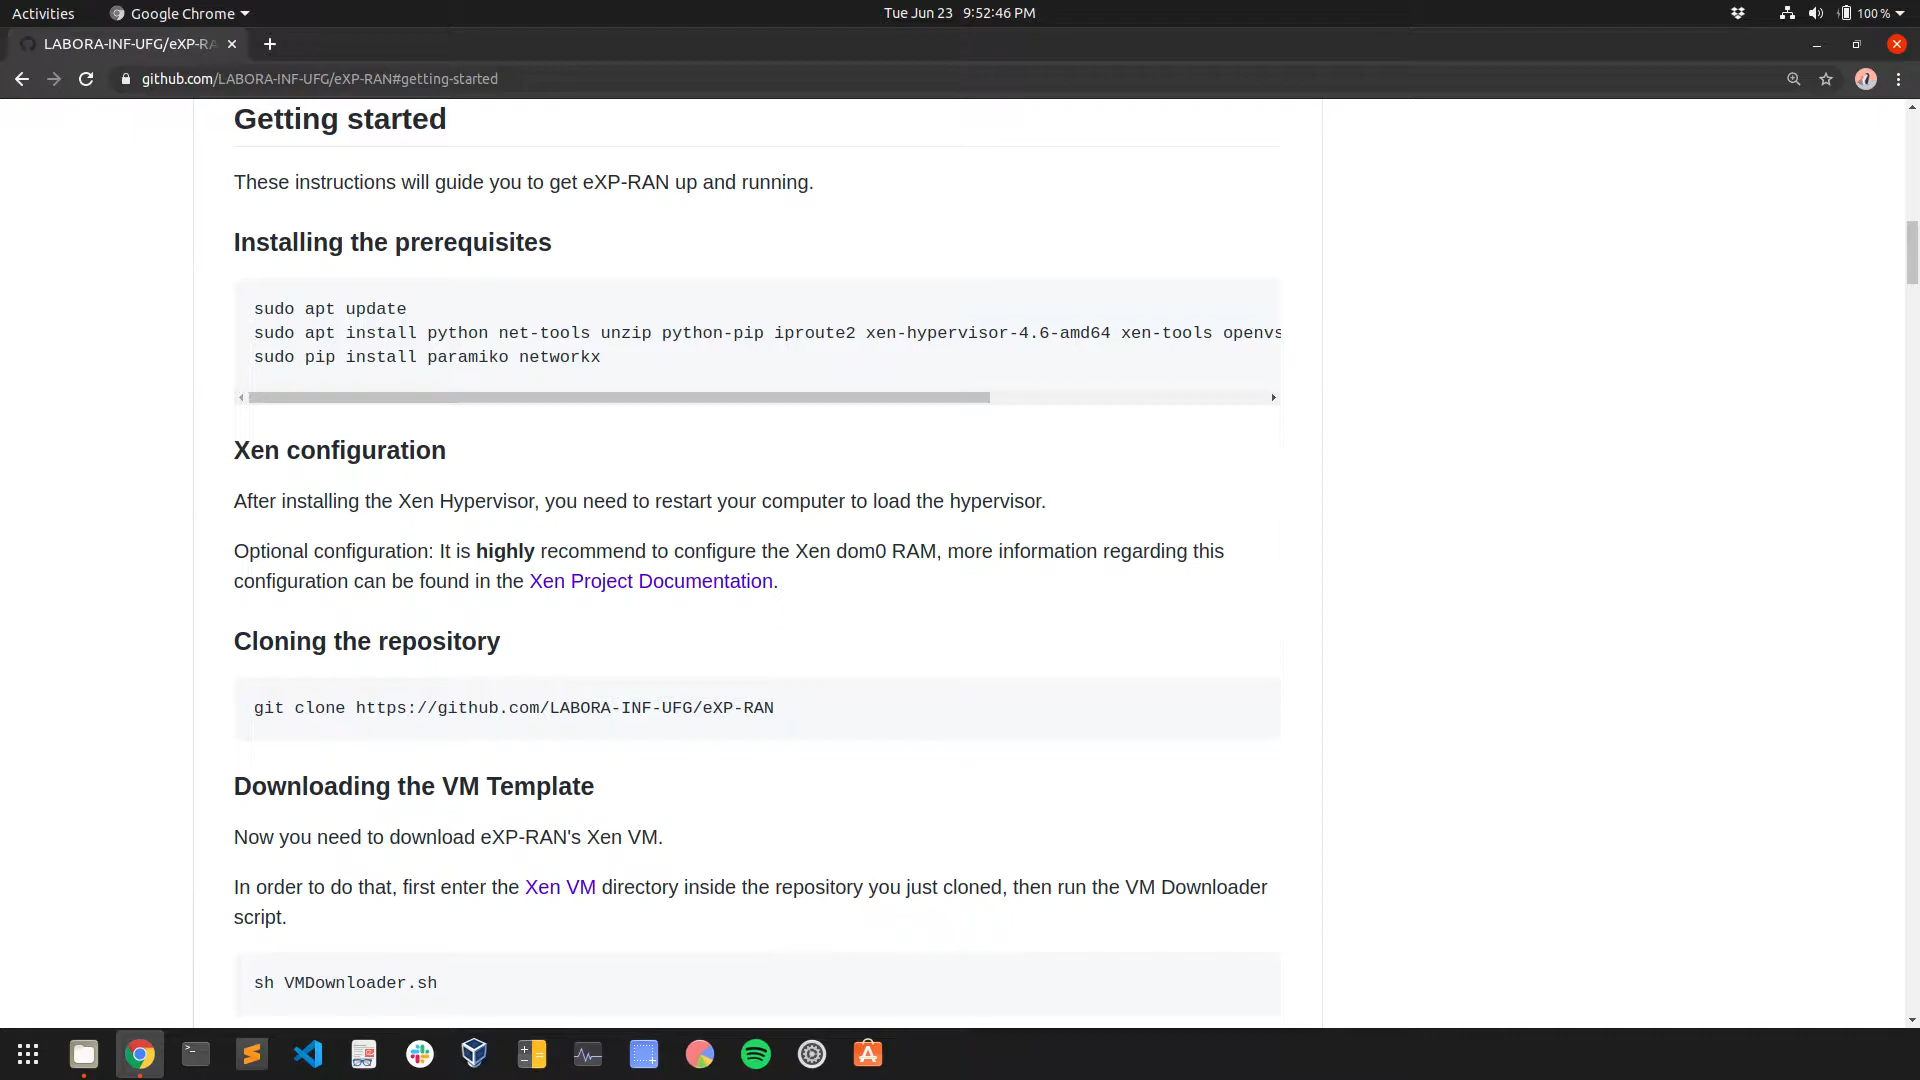 Activities
Google Chrome
Tue Jun 23 9:52:46 PM
100 %
LABORA-INF-UFG/eXP-RA
github.com/LABORA-INF-UFG/eXP-RAN#getting-started
Getting started
These instructions will guide you to get eXP-RAN up and running.
Installing the prerequisites
sudo apt update
sudo apt install python net-tools unzip python-pip iproute2 xen-hypervisor-4.6-amd64 xen-tools openvs
sudo pip install paramiko networkx
Xen configuration
After installing the Xen Hypervisor, you need to restart your computer to load the hypervisor.
Optional configuration: It is highly recommend to configure the Xen dom0 RAM, more information regarding this
configuration can be found in the Xen Project Documentation.
Cloning the repository
git clone https://github.com/LABORA-INF-UFG/eXP-RAN
Downloading the VM Template
Now you need to download eXP-RAN's Xen VM.
In order to do that, first enter the Xen VM directory inside the repository you just cloned, then run the VM Downloader
script.
sh VMDownloader.sh